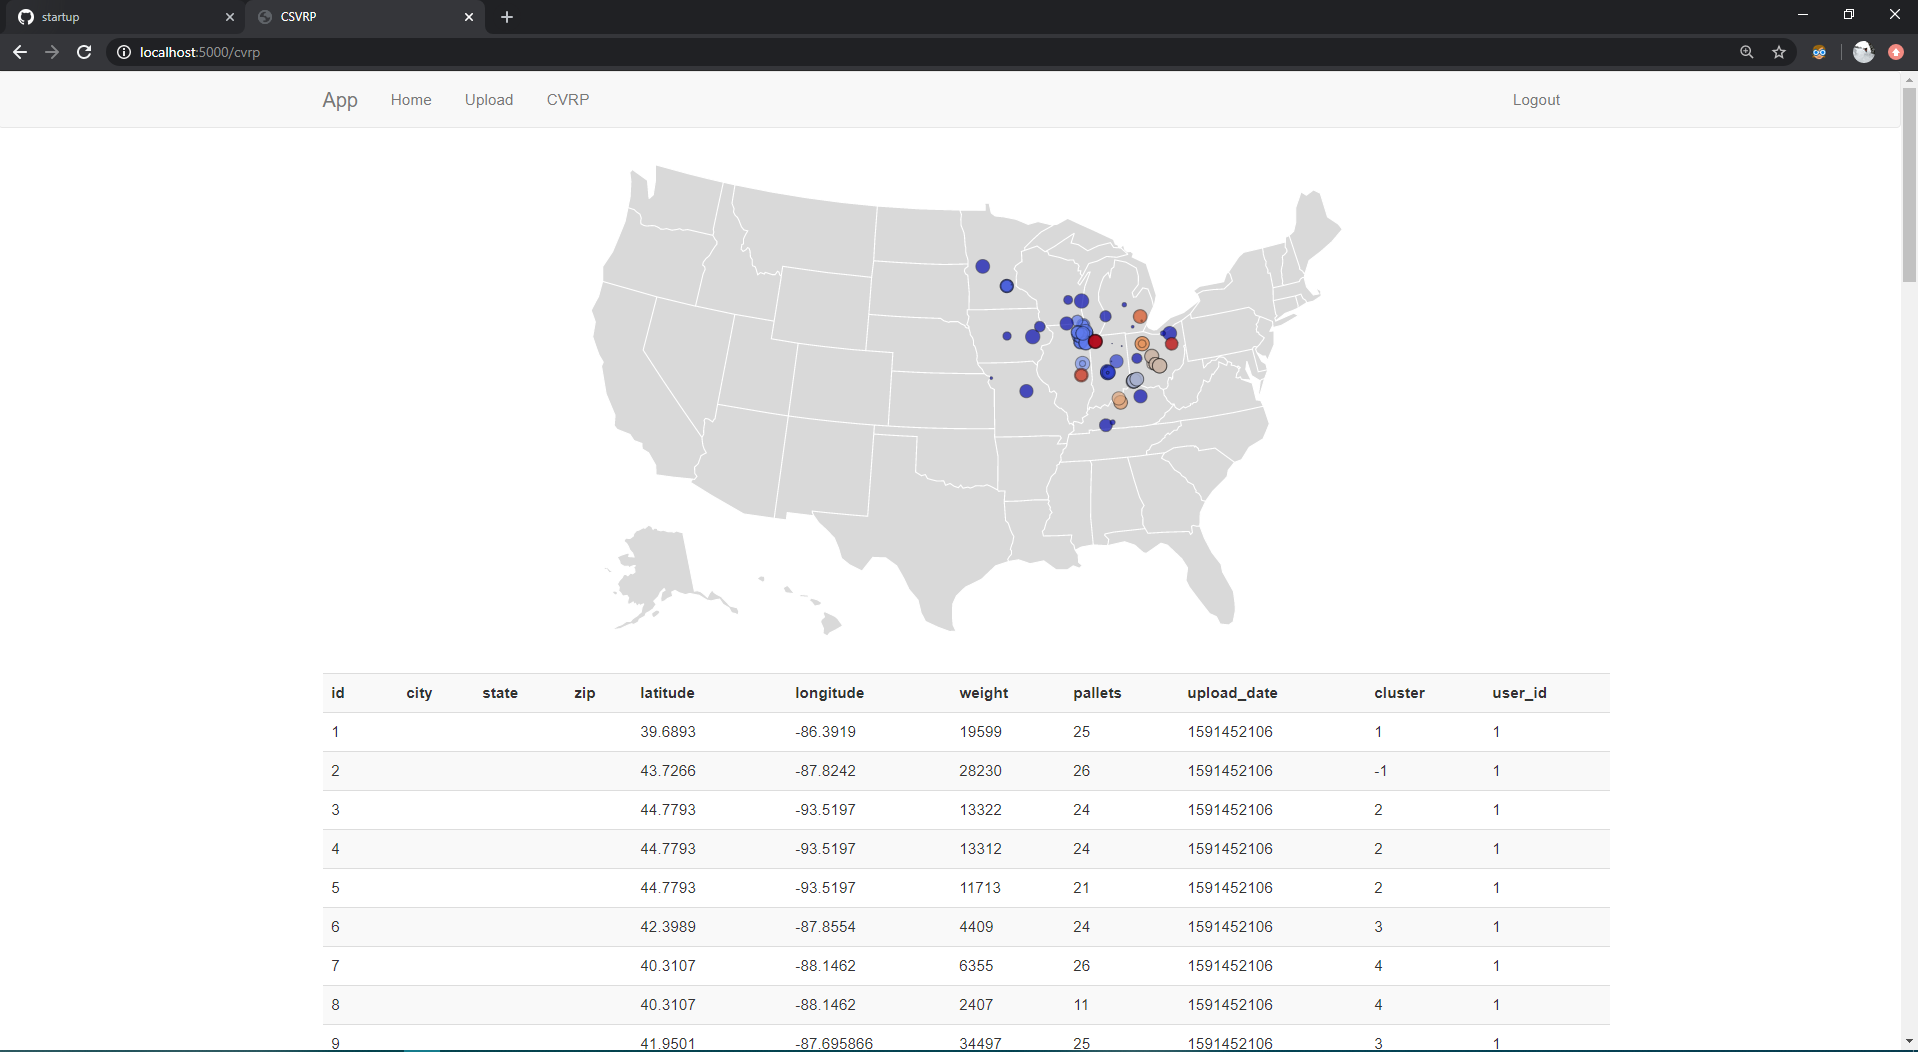 startup CSVRP
localhost:5000/cvrp
App Home Upload CVRP Logout
id city state zip latitude longitude weight pallets upload_date cluster user_id
1 39.6893 -86.3919 19599 25 1591452106 1 1
2 43.7266 -87.8242 28230 26 1591452106 -1 1
3 44.7793 -93.5197 13322 24 1591452106 2 1
4 44.7793 -93.5197 13312 24 1591452106 2 1
5 44.7793 -93.5197 11713 21 1591452106 2 1
6 42.3989 -87.8554 4409 24 1591452106 3 1
7 40.3107 -88.1462 6355 26 1591452106 4 1
8 40.3107 -88.1462 2407 11 1591452106 4 1
9 41.9501 -87.695866 34497 25 1591452106 3 1